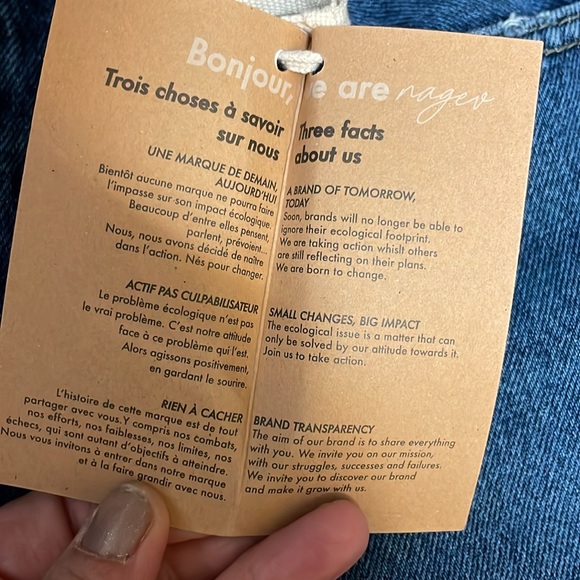 Bonjour,
Trois choses à savoir
sur nous
UNE MARQUE DE DEMAIN,
AUJOURD'HUI
Bientôt aucune marque ne pourra faire
l'impasse sur son impact écologique.
Beaucoup d'entre elles pensent,
parlent, prévoient...
Nous, nous avons décidé de naître
dans l'action. Nés pour changer.
ACTIF PAS CULPABILISATEUR
Le problème écologique n'est pas
le vrai problème. C'est notre attitude
face à ce problème qui l'est.
Alors agissons positivement,
en gardant le sourire.
RIEN À CACHER
L'histoire de cette marque est de tout
partager avec vous. Y compris nos combats,
nos efforts, nos faiblesses, nos limites, nos
échecs, qui sont autant d'objectifs à atteindre.
Nous vous invitons à entrer dans notre marque
et à la faire grandir avec nous.
e are nagev
Three facts
about us
A BRAND OF TOMORROW,
TODAY
Soon, brands will no longer be able to
ignore their ecological footprint.
We are taking action whislt others
are still reflecting on their plans.
We are born to change.
SMALL CHANGES, BIG IMPACT
The ecological issue is a matter that can
only be solved by our attitude towards it.
Join us to take action.
BRAND TRANSPARENCY
The aim of our brand is to share everything
with you. We invite you on our mission,
with our struggles, successes and failures.
We invite you to discover our brand
and make it grow with us.